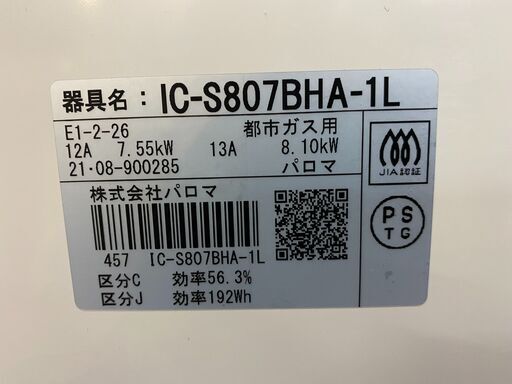 器具名：IC-S807BHA-1L
E1-2-26 都市ガス用
12A 7.55kW 13A 8.10kW
21・08-900285 パロマ
株式会社パロマ
457 IC-S807BHA-1L
区分C 効率56.3%
区分J 効率192Wh
JIA認証
PS
TG